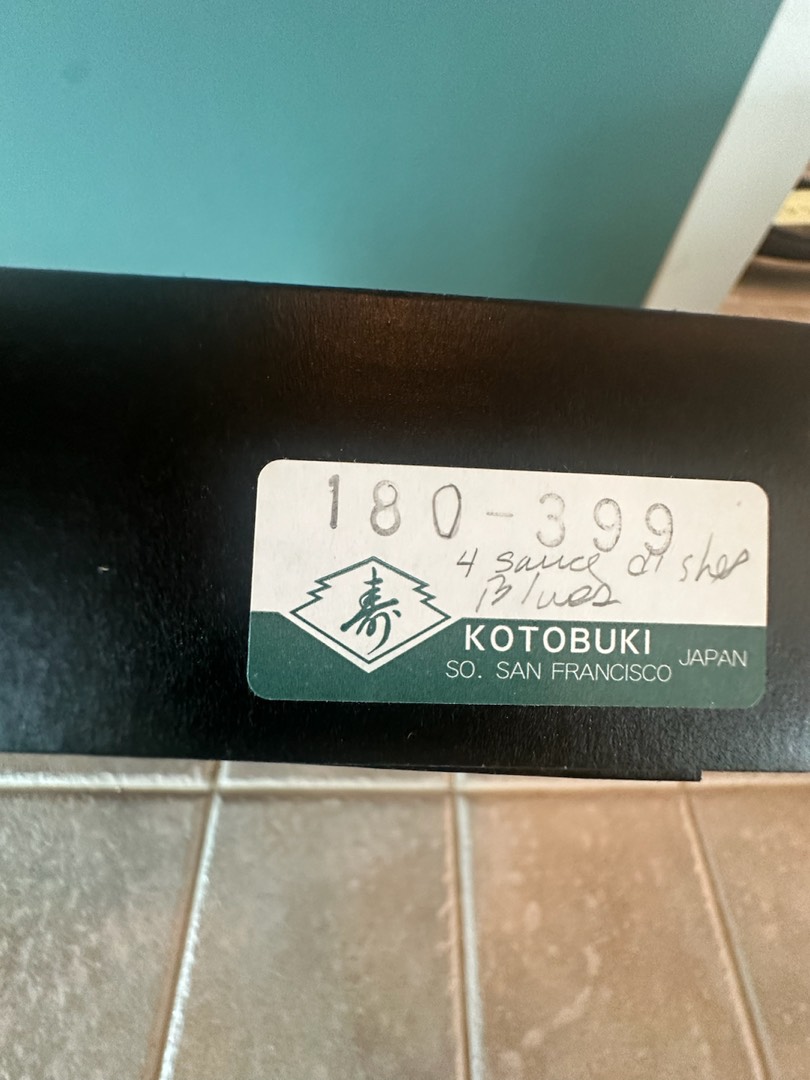 180-399
4 sauce dishes
Blues
寿
KOTOBUKI
SO. SAN FRANCISCO
JAPAN